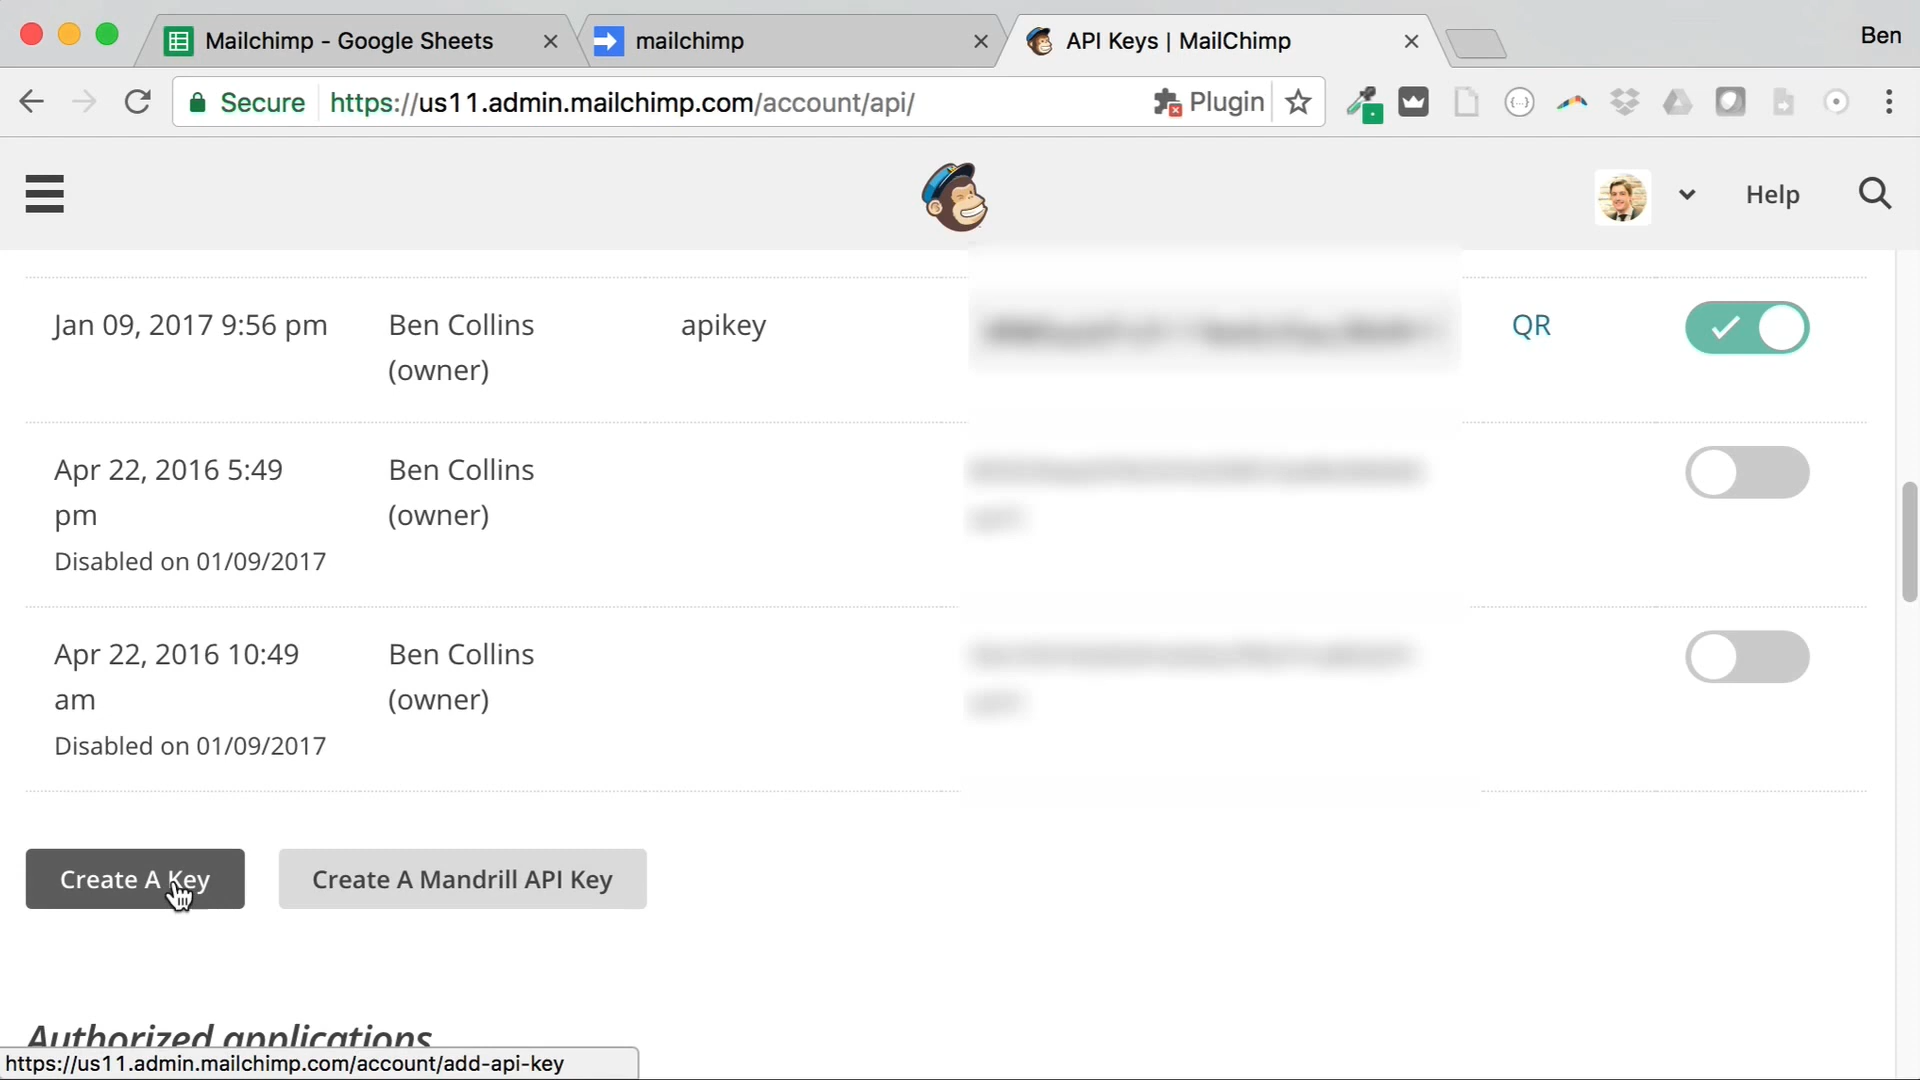 Mailchimp - Google Sheets
mailchimp
API Keys | MailChimp
Ben
Secure
https://us11.admin.mailchimp.com/account/api/
Plugin
Help
Jan 09, 2017 9:56 pm
Ben Collins
(owner)
apikey
QR
Apr 22, 2016 5:49
pm
Disabled on 01/09/2017
Ben Collins
(owner)
Apr 22, 2016 10:49
am
Disabled on 01/09/2017
Ben Collins
(owner)
Create A Key
Create A Mandrill API Key
Authorized applications
https://us11.admin.mailchimp.com/account/add-api-key